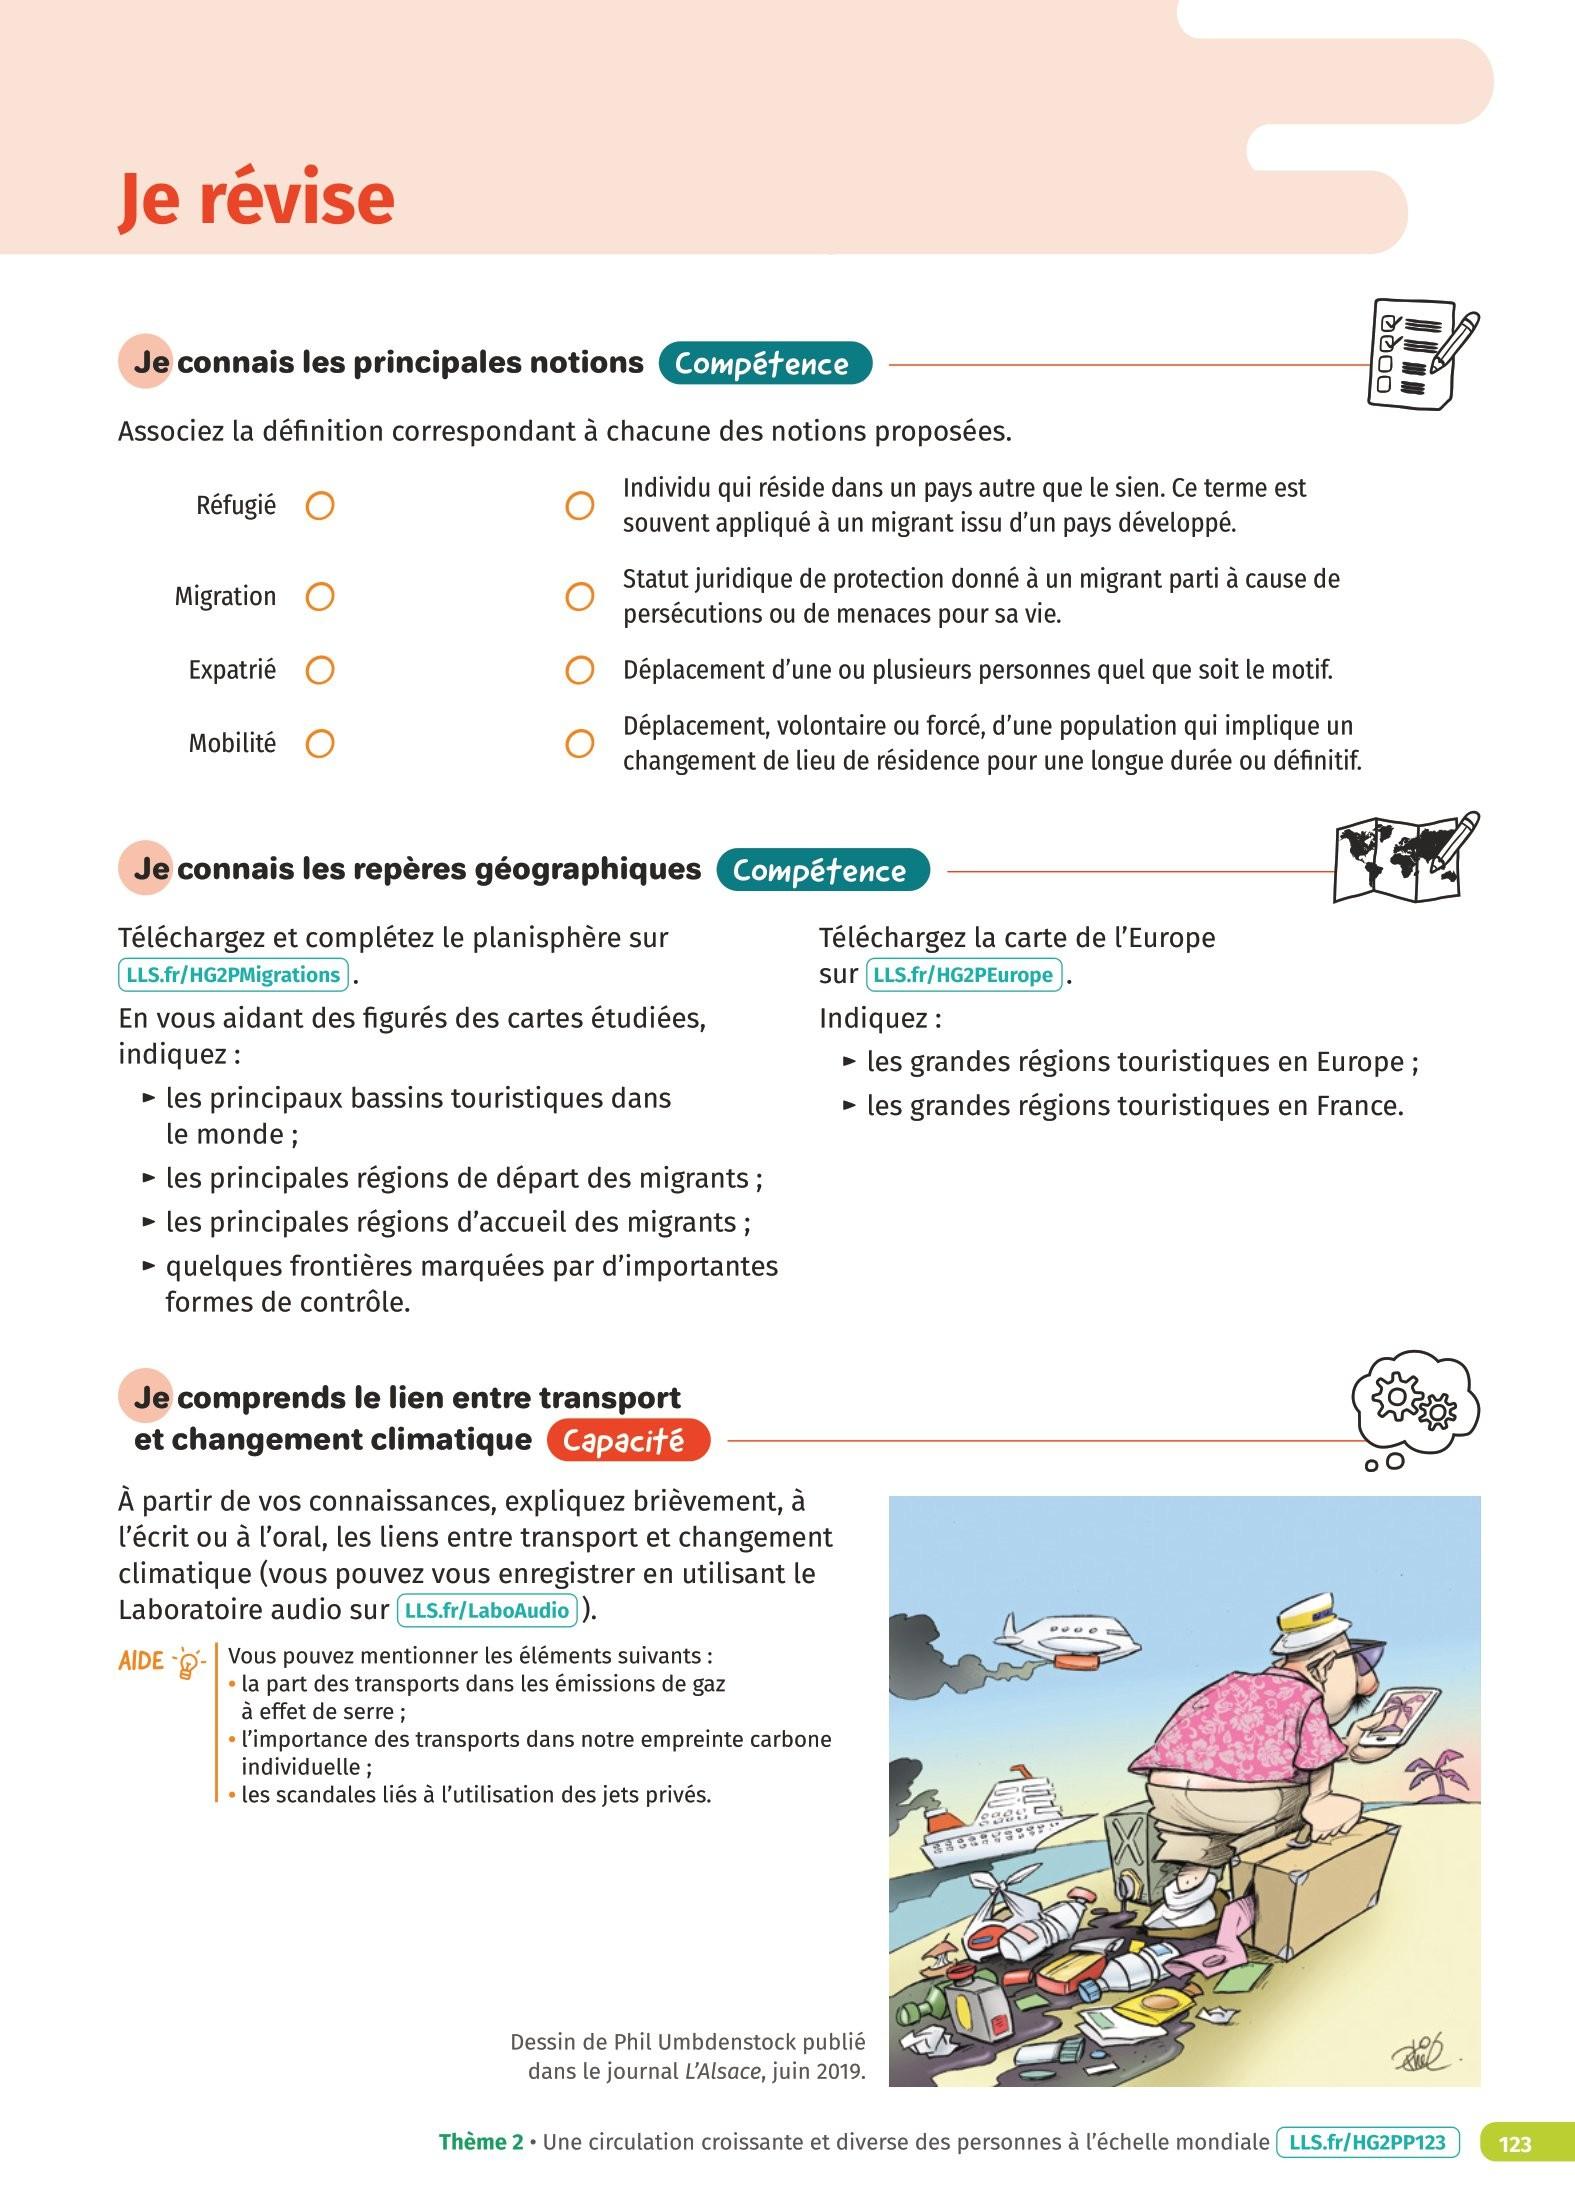 Je révise
Je connais les principales notions Compétence
Associez la définition correspondant à chacune des notions proposées.
Réfugié
Individu qui réside dans un pays autre que le sien. Ce terme est
souvent appliqué à un migrant issu d’un pays développé.
Migration
Statut juridique de protection donné à un migrant parti à cause de
persécutions ou de menaces pour sa vie.
Expatrié
Déplacement d’une ou plusieurs personnes quel que soit le motif.
Mobilité
Déplacement, volontaire ou forcé, d’une population qui implique un
changement de lieu de résidence pour une longue durée ou définitif.
Je connais les repères géographiques Compétence
Téléchargez et complétez le planisphère sur
LLS.fr/HG2PMigrations .
En vous aidant des figurés des cartes étudiées,
indiquez :
► les principaux bassins touristiques dans
le monde ;
► les principales régions de départ des migrants ;
► les principales régions d’accueil des migrants ;
► quelques frontières marquées par d’importantes
formes de contrôle.
Téléchargez la carte de l’Europe
sur LLS.fr/HG2PEurope .
Indiquez :
► les grandes régions touristiques en Europe ;
► les grandes régions touristiques en France.
Je comprends le lien entre transport
et changement climatique Capacité
À partir de vos connaissances, expliquez brièvement, à
l’écrit ou à l’oral, les liens entre transport et changement
climatique (vous pouvez vous enregistrer en utilisant le
Laboratoire audio sur LLS.fr/LaboAudio ).
AIDE
Vous pouvez mentionner les éléments suivants :
• la part des transports dans les émissions de gaz
à effet de serre ;
• l’importance des transports dans notre empreinte carbone
individuelle ;
• les scandales liés à l’utilisation des jets privés.
Dessin de Phil Umbdenstock publié
dans le journal L’Alsace, juin 2019.
Thème 2 • Une circulation croissante et diverse des personnes à l’échelle mondiale LLS.fr/HG2PP123 123